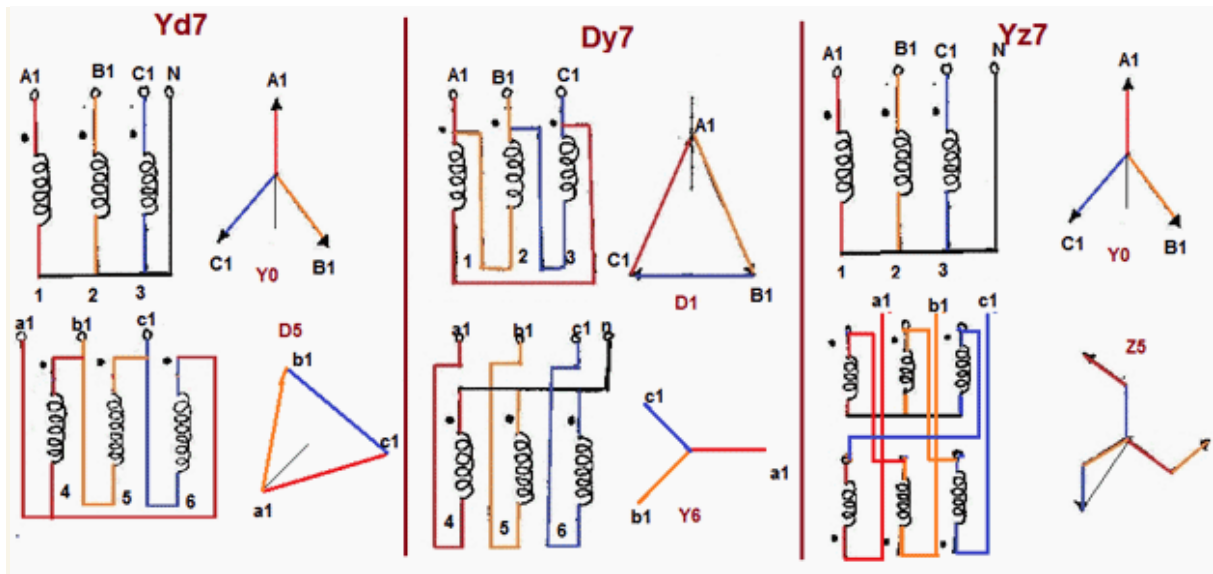 Yd7
A1 B1 C1 N
A1
C1 B1
Y0
1 2 3
a1 b1 c1
D5
b1
c1
a1
4 5 6
Dy7
A1 B1 C1
A1
C1 B1
D1
1 2 3
a1 b1 c1 n
c1
a1
b1
Y6
4 5 6
Yz7
A1 B1 C1 N
A1
C1 B1
Y0
1 2 3
a1 b1 c1
Z5